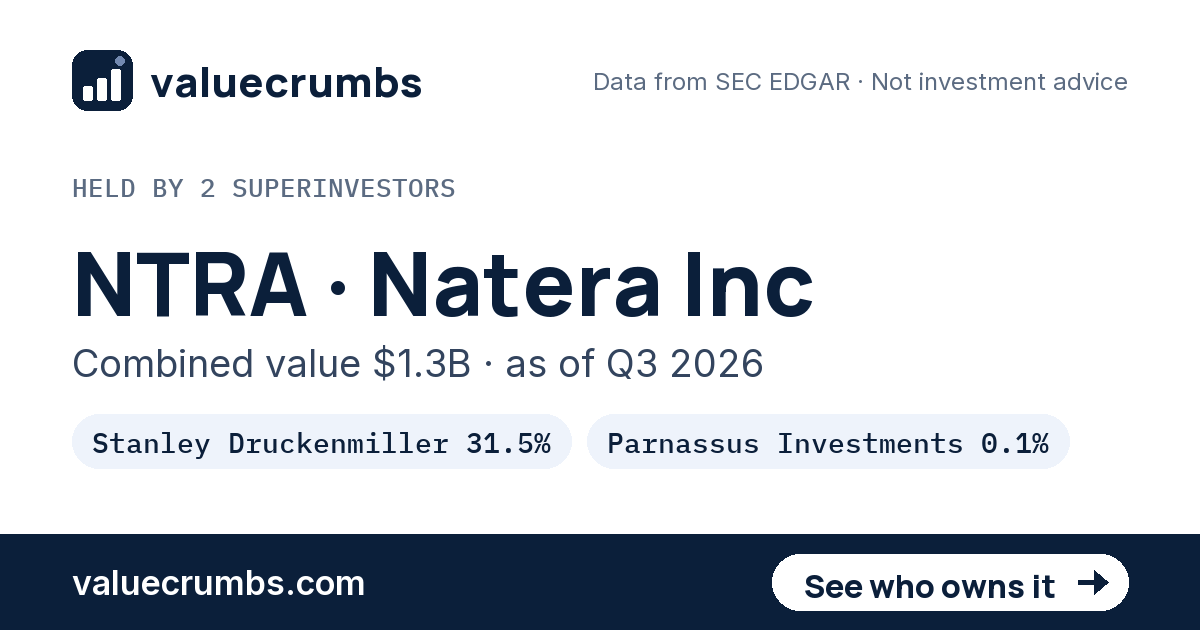 valuecrumbs
Data from SEC EDGAR · Not investment advice
HELD BY 2 SUPERINVESTORS
NTRA · Natera Inc
Combined value $1.3B · as of Q3 2026
Stanley Druckenmiller 31.5%
Parnassus Investments 0.1%
valuecrumbs.com
See who owns it →